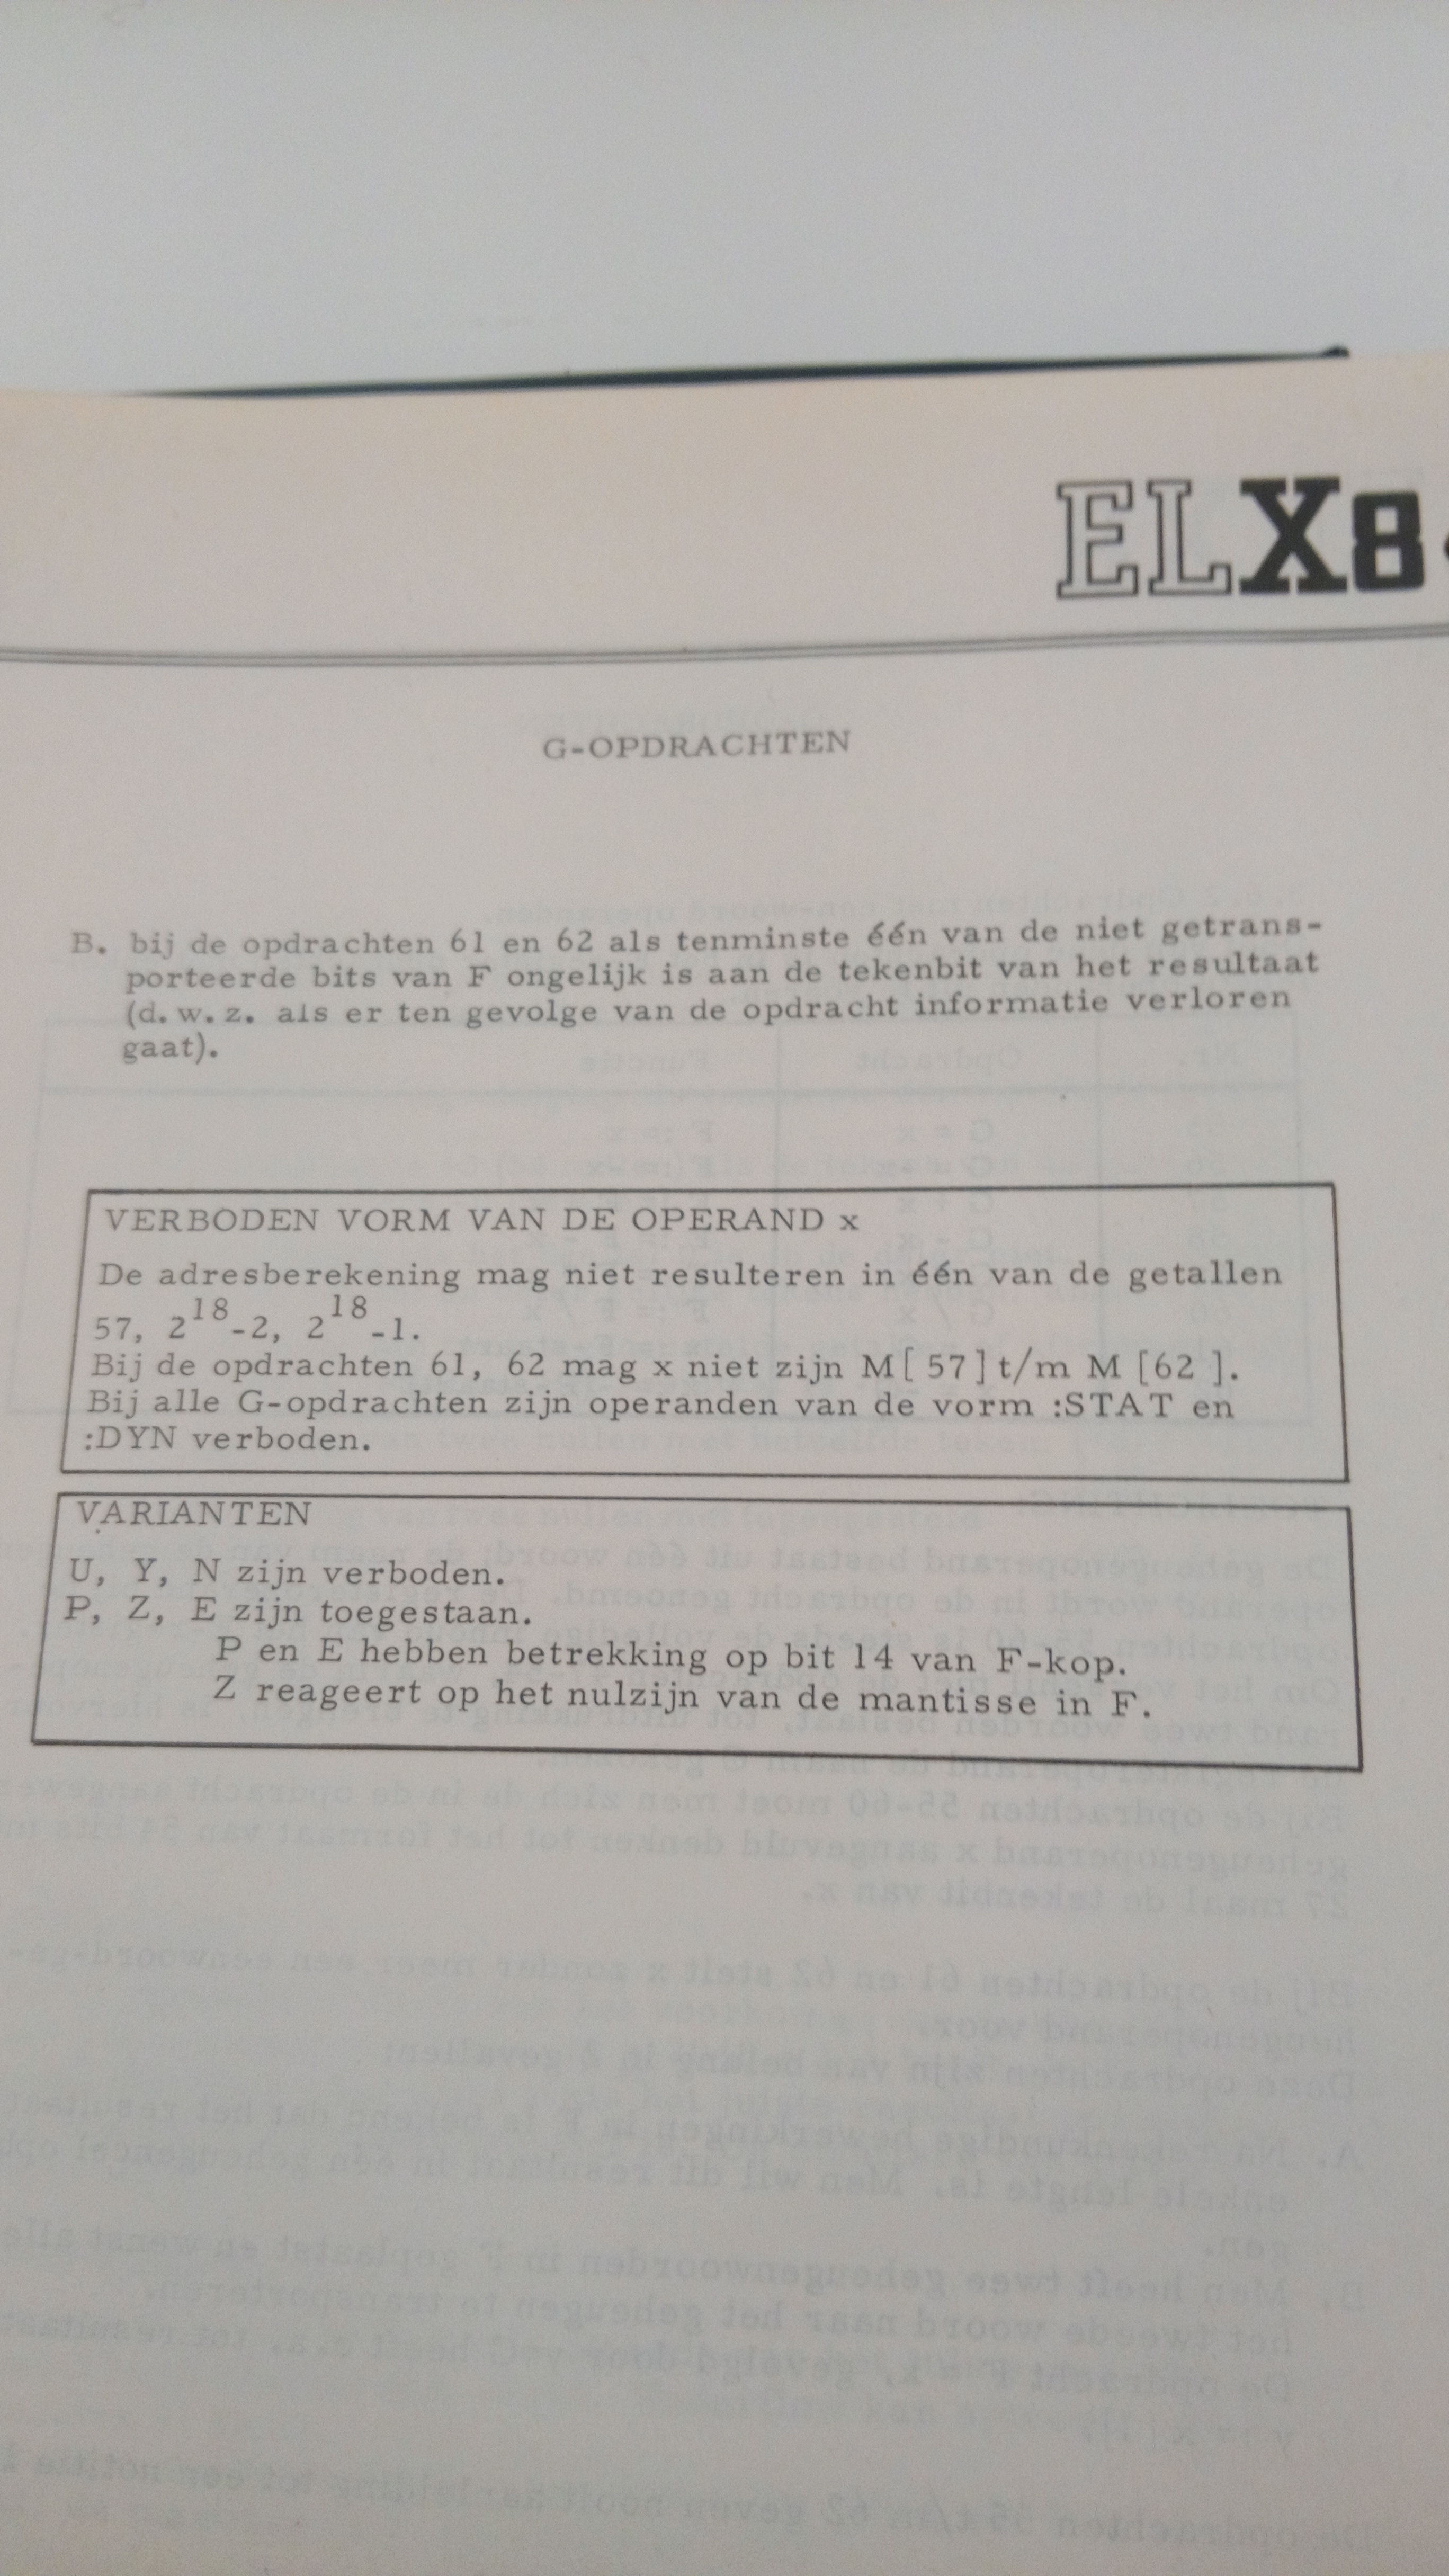 ELX8
G-OPDRACHTEN
B. bij de opdrachten 61 en 62 als tenminste één van de niet getrans-
porteerde bits van F ongelijk is aan de tekenbit van het resultaat
(d.w.z. als er ten gevolge van de opdracht informatie verloren
gaat).
VERBODEN VORM VAN DE OPERAND x
De adresberekening mag niet resulteren in één van de getallen
57, 2^18-2, 2^18-1.
Bij de opdrachten 61, 62 mag x niet zijn M[57] t/m M[62].
Bij alle G-opdrachten zijn operanden van de vorm :STAT en
:DYN verboden.
VARIANTEN
U, Y, N zijn verboden.
P, Z, E zijn toegestaan.
P en E hebben betrekking op bit 14 van F-kop.
Z reageert op het nulzijn van de mantisse in F.